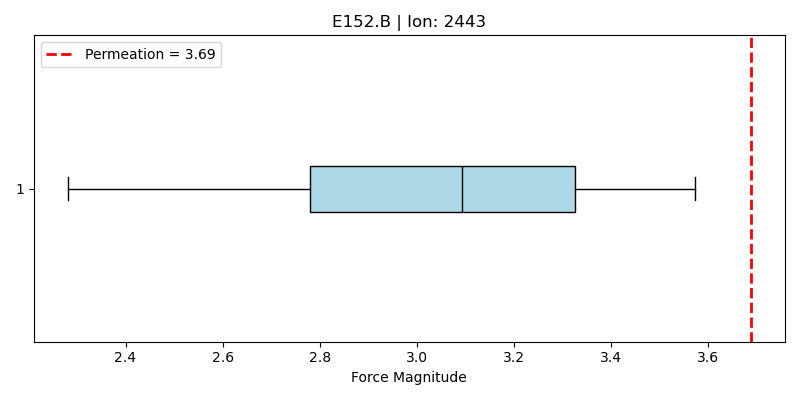 E152.B | Ion: 2443
Permeation = 3.69
1
2.4 2.6 2.8 3.0 3.2 3.4 3.6
Force Magnitude